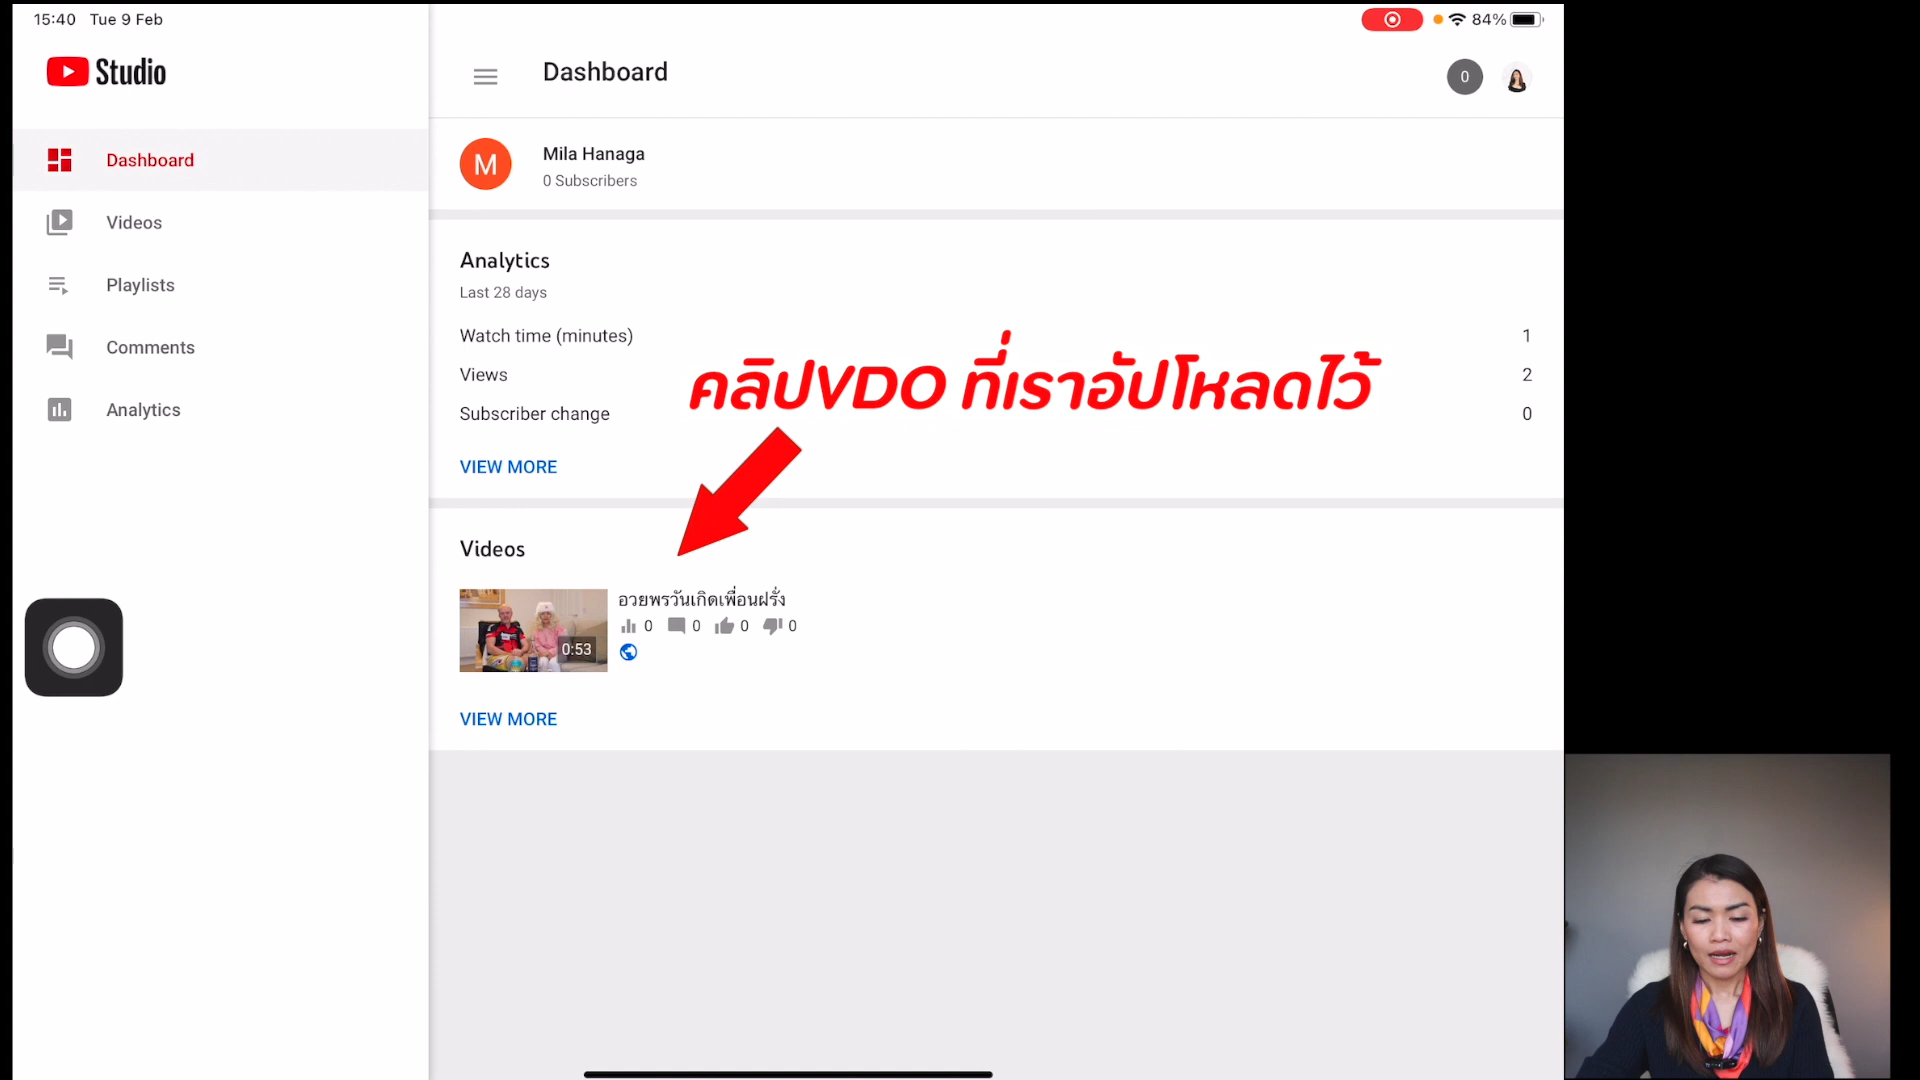 15:40 Tue 9 Feb
84%
Studio
Dashboard
0
Dashboard
Videos
Playlists
Comments
Analytics
M
Mila Hanaga
0 Subscribers
Analytics
Last 28 days
Watch time (minutes) 1
Views 2
Subscriber change 0
คลิปVDO ที่เราอัปโหลดไว้
VIEW MORE
Videos
0:53
อวยพรวันเกิดเพื่อนฝรั่ง
0 0 0 0
VIEW MORE